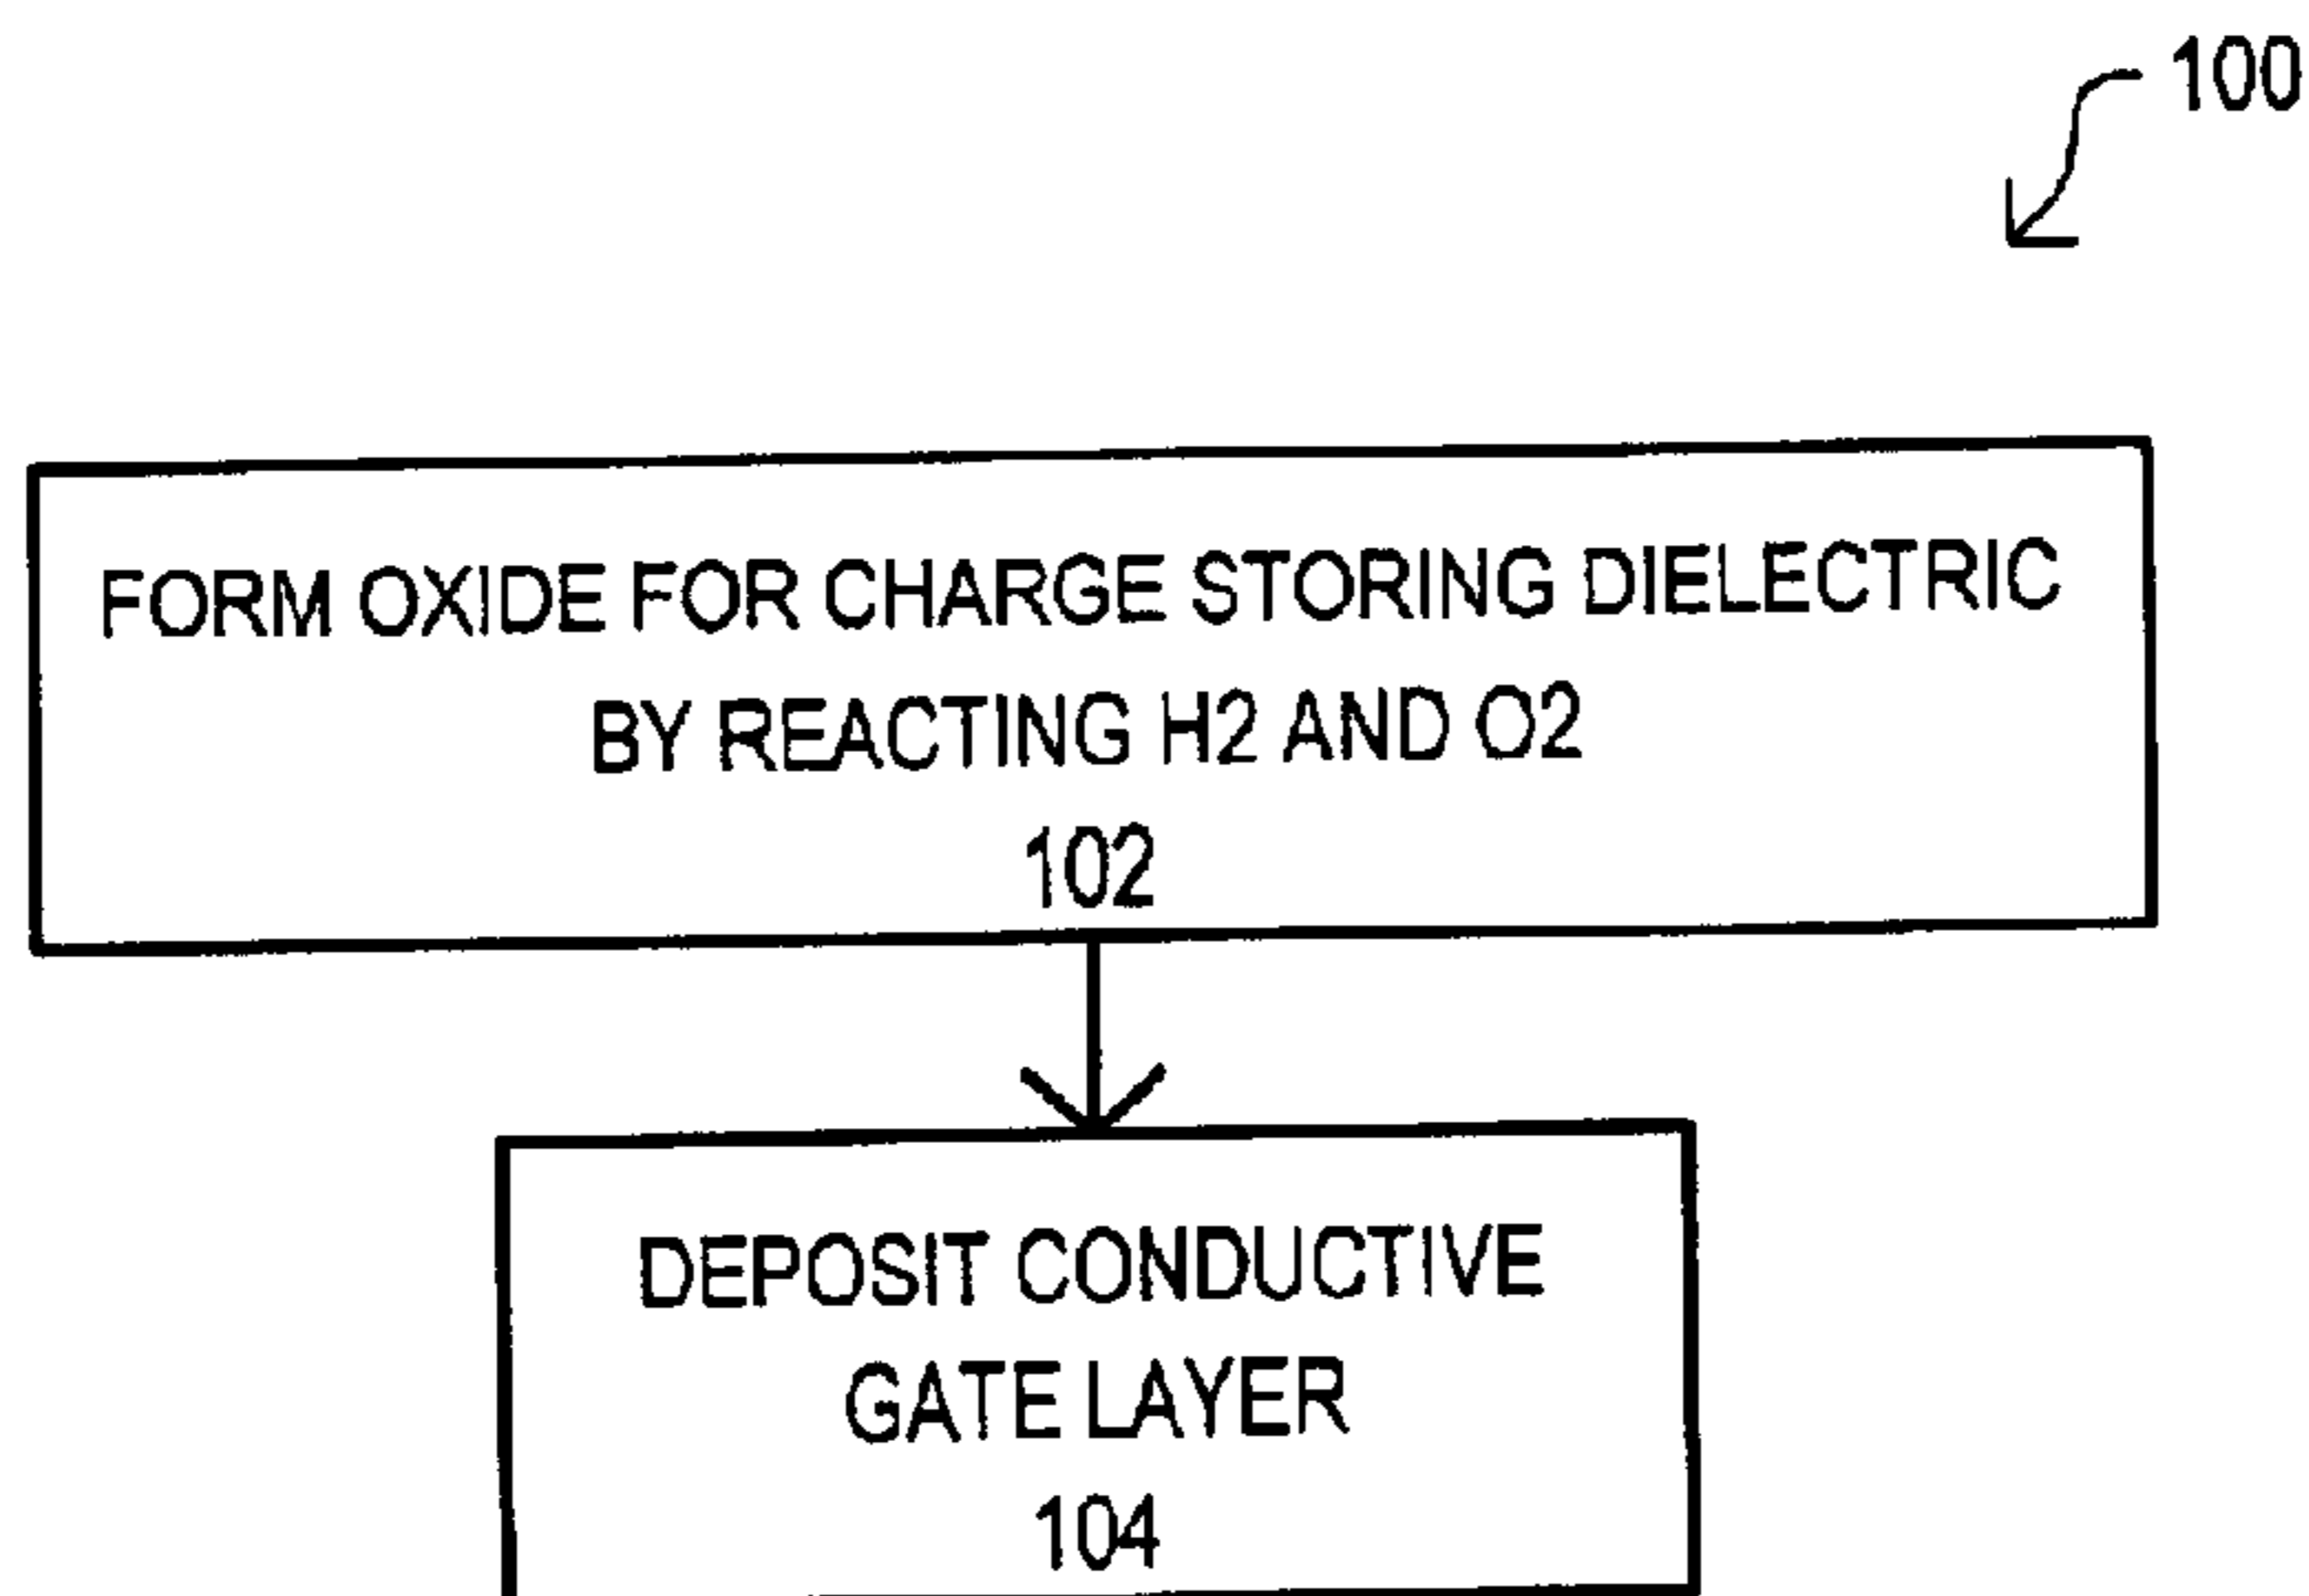 100
FORM OXIDE FOR CHARGE STORING DIELECTRIC
BY REACTING H2 AND O2
102
DEPOSIT CONDUCTIVE
GATE LAYER
104